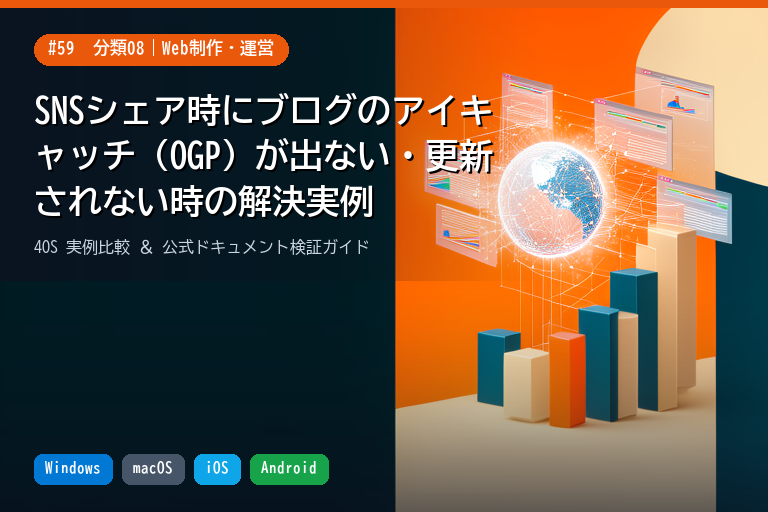 #59 分類08｜Web制作・運営
SNSシェア時にブログのアイキ
ャッチ（OGP）が出ない・更新
されない時の解決実例
4OS 実例比較 ＆ 公式ドキュメント検証ガイド
Windows macOS iOS Android